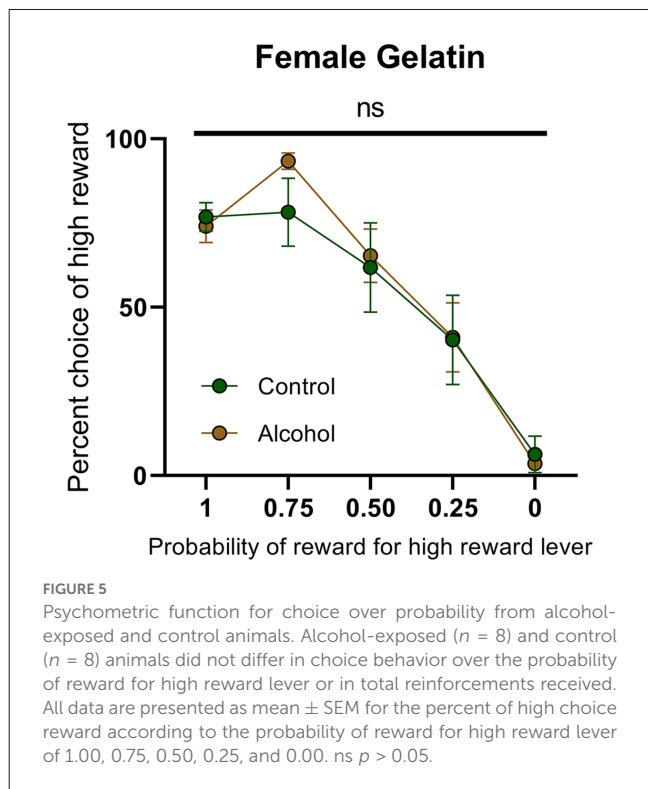 Female Gelatin
ns
100
50
0
Percent choice of high reward
Control
Alcohol
1 0.75 0.50 0.25 0
Probability of reward for high reward lever
FIGURE 5
Psychometric function for choice over probability from alcohol-
exposed and control animals. Alcohol-exposed (n = 8) and control
(n = 8) animals did not differ in choice behavior over the probability
of reward for high reward lever or in total reinforcements received.
All data are presented as mean ± SEM for the percent of high choice
reward according to the probability of reward for high reward lever
of 1.00, 0.75, 0.50, 0.25, and 0.00. ns p > 0.05.